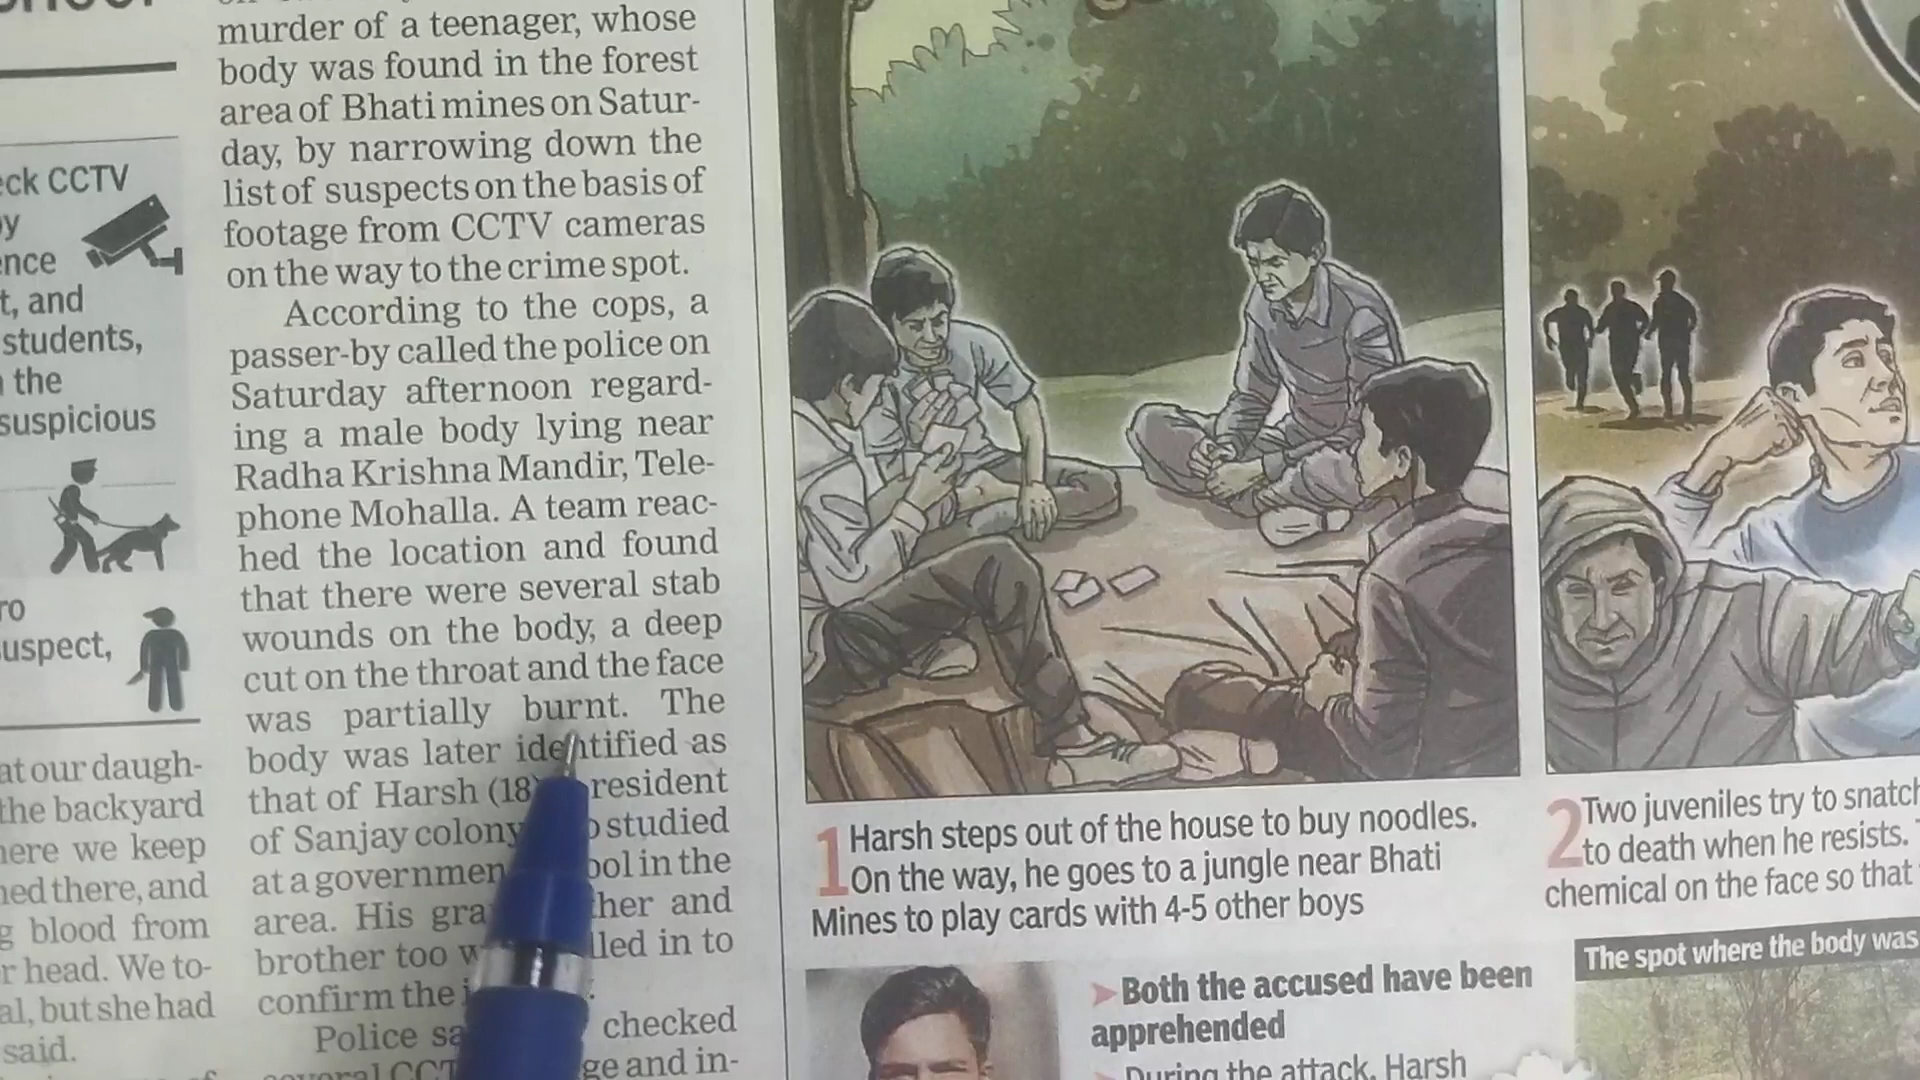 murder of a teenager, whose
body was found in the forest
area of Bhati mines on Satur-
day, by narrowing down the
list of suspects on the basis of
footage from CCTV cameras
on the way to the crime spot.
According to the cops, a
passer-by called the police on
Saturday afternoon regard-
ing a male body lying near
Radha Krishna Mandir, Tele-
phone Mohalla. A team reac-
hed the location and found
that there were several stab
wounds on the body, a deep
cut on the throat and the face
was partially burnt. The
body was later identified as
that of Harsh (18) resident
of Sanjay colony studied
at a in the
area. His and
brother too in to
confirm the
Police checked
and in-
CCTV
and
students,
the
suspicious
suspect,
at our daugh-
the backyard
we keep
there, and
blood from
head. We to-
but she had
said.
1 Harsh steps out of the house to buy noodles.
On the way, he goes to a jungle near Bhati
Mines to play cards with 4-5 other boys
2 Two juveniles try to snatch
to death when he resists.
chemical on the face so that
➤Both the accused have been
apprehended
During the attack, Harsh
The spot where the body was